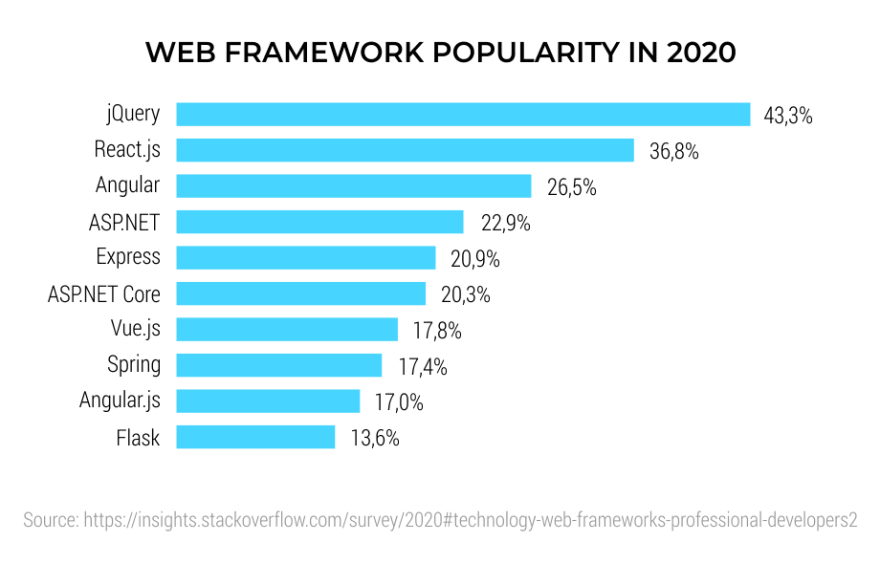 WEB FRAMEWORK POPULARITY IN 2020
jQuery 43,3%
React.js 36,8%
Angular 26,5%
ASP.NET 22,9%
Express 20,9%
ASP.NET Core 20,3%
Vue.js 17,8%
Spring 17,4%
Angular.js 17,0%
Flask 13,6%
Source: https://insights.stackoverflow.com/survey/2020#technology-web-frameworks-professional-developers2